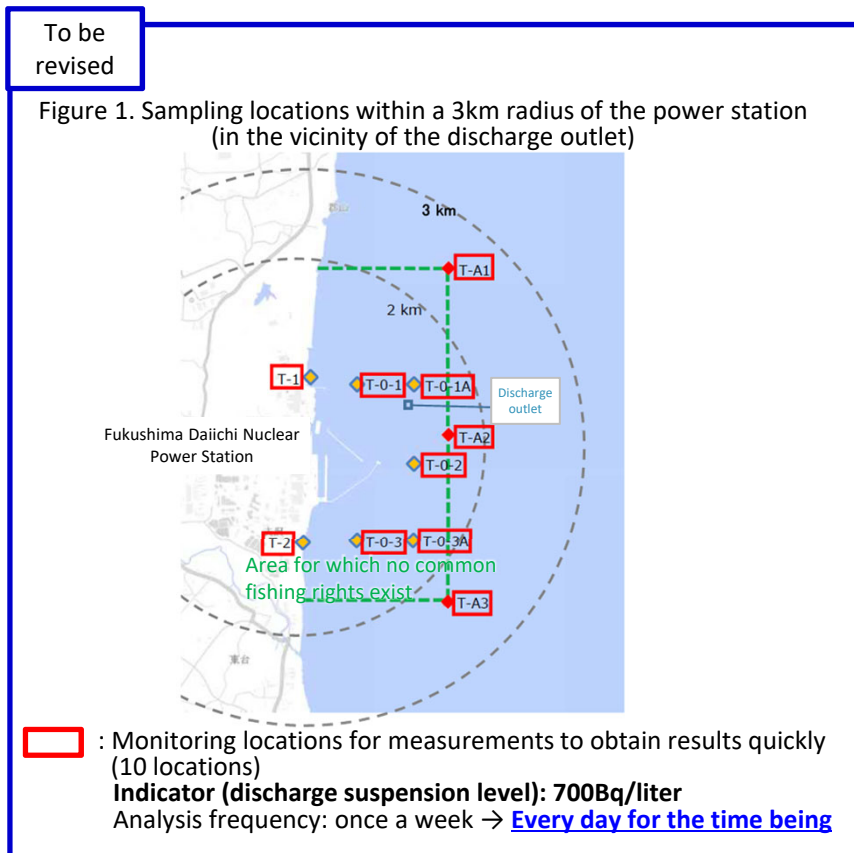 To be
revised
Figure 1. Sampling locations within a 3km radius of the power station
(in the vicinity of the discharge outlet)
3 km
T-A1
2 km
T-1
T-0-1
T-0-1A
Discharge
outlet
Fukushima Daiichi Nuclear
Power Station
T-A2
T-0-2
T-2
T-0-3
T-0-3A
Area for which no common
fishing rights exist
T-A3
東台
: Monitoring locations for measurements to obtain results quickly
(10 locations)
Indicator (discharge suspension level): 700Bq/liter
Analysis frequency: once a week → Every day for the time being